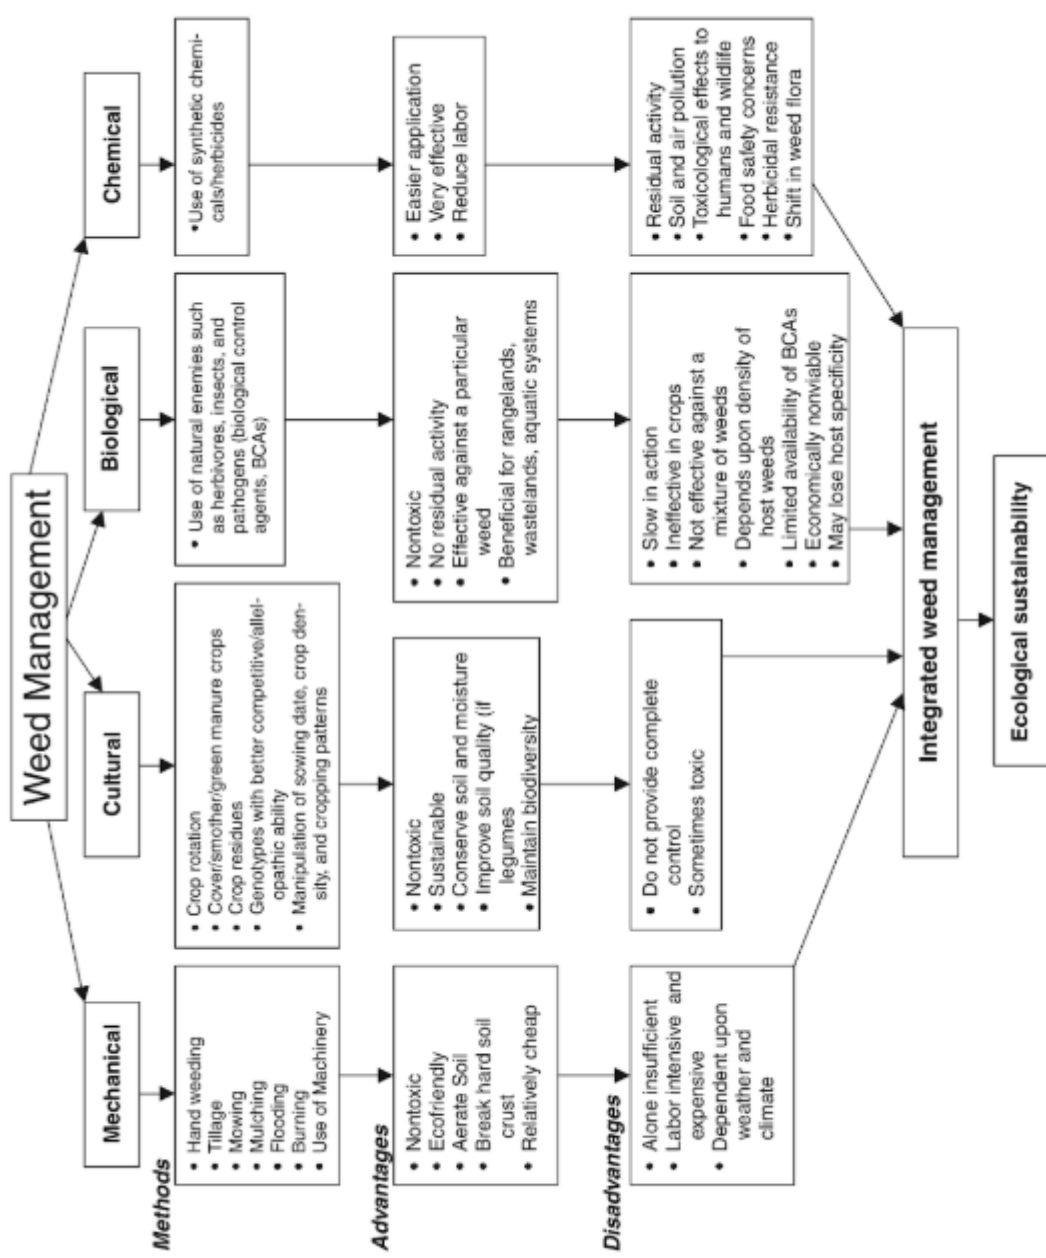 Weed Management
Mechanical
Cultural
Biological
Chemical
Methods
• Hand weeding
• Tillage
• Mowing
• Mulching
• Flooding
• Burning
• Use of Machinery
• Crop rotation
• Cover/smother/green manure crops
• Crop residues
• Genotypes with better competitive/allel-
opathic ability
• Manipulation of sowing date, crop den-
sity, and cropping patterns
• Use of natural enemies such
as herbivores, insects, and
pathogens (biological control
agents, BCAs)
•Use of synthetic chemi-
cals/herbicides
Advantages
• Nontoxic
• Ecofriendly
• Aerate Soil
• Break hard soil
crust
• Relatively cheap
• Nontoxic
• Sustainable
• Conserve soil and moisture
• Improve soil quality (if
legumes
• Maintain biodiversity
• Nontoxic
• No residual activity
• Effective against a particular
weed
• Beneficial for rangelands,
wastelands, aquatic systems
• Easier application
• Very effective
• Reduce labor
Disadvantages
• Alone insufficient
• Labor intensive and
expensive
• Dependent upon
weather and
climate
• Do not provide complete
control
• Sometimes toxic
• Slow in action
• Ineffective in crops
• Not effective against a
mixture of weeds
• Depends upon density of
host weeds
• Limited availability of BCAs
• Economically nonviable
• May lose host specificity
• Residual activity
• Soil and air pollution
• Toxicological effects to
humans and wildlife
• Food safety concerns
• Herbicidal resistance
• Shift in weed flora
Integrated weed management
Ecological sustainability